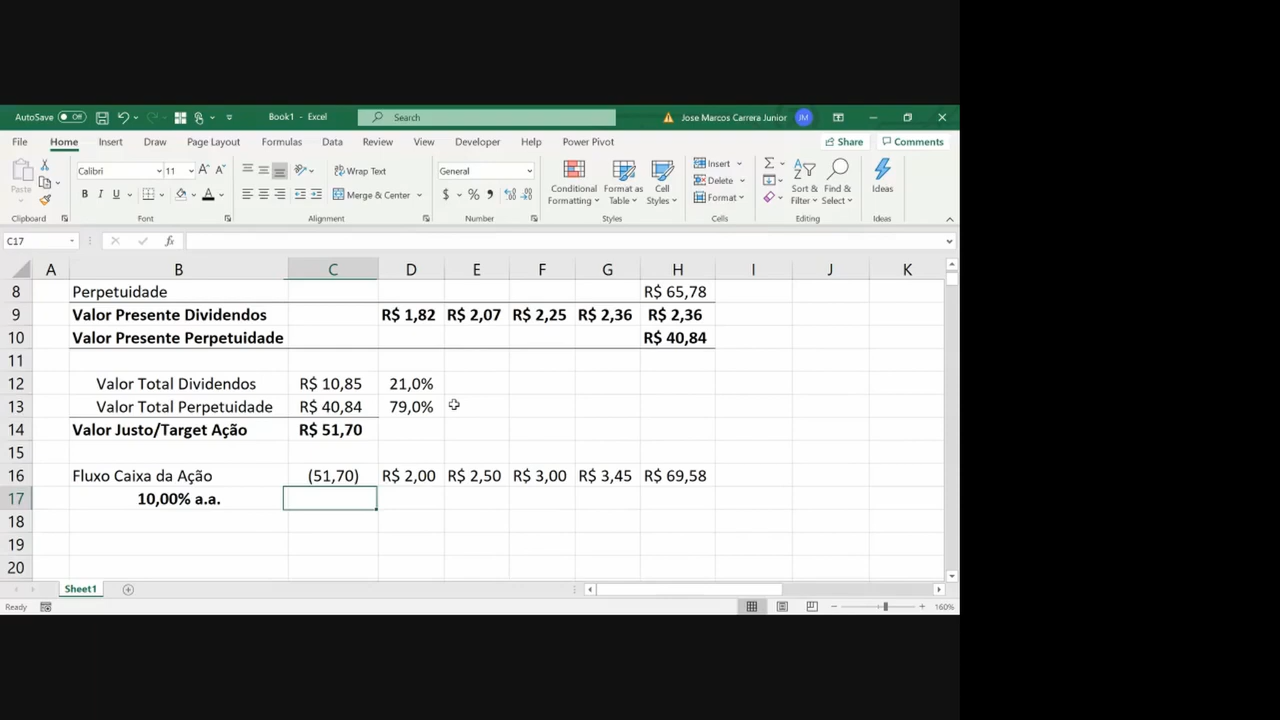 AutoSave Off Book1 - Excel Search Jose Marcos Carrera Junior JM
File Home Insert Draw Page Layout Formulas Data Review View Developer Help Power Pivot Share Comments
Paste Calibri 11 A A Wrap Text General Conditional Formatting Format as Table Cell Styles Insert Sort & Filter Find & Select Ideas
Delete
B I U A Merge & Center $ % Format
Clipboard Font Alignment Number Styles Cells Editing Ideas
C17 fx
A B C D E F G H I J K
8 Perpetuidade R$ 65,78
9 Valor Presente Dividendos R$ 1,82 R$ 2,07 R$ 2,25 R$ 2,36 R$ 2,36
10 Valor Presente Perpetuidade R$ 40,84
11
12 Valor Total Dividendos R$ 10,85 21,0%
13 Valor Total Perpetuidade R$ 40,84 79,0%
14 Valor Justo/Target Ação R$ 51,70
15
16 Fluxo Caixa da Ação (51,70) R$ 2,00 R$ 2,50 R$ 3,00 R$ 3,45 R$ 69,58
17 10,00% a.a.
18
19
20
Sheet1
Ready 160%